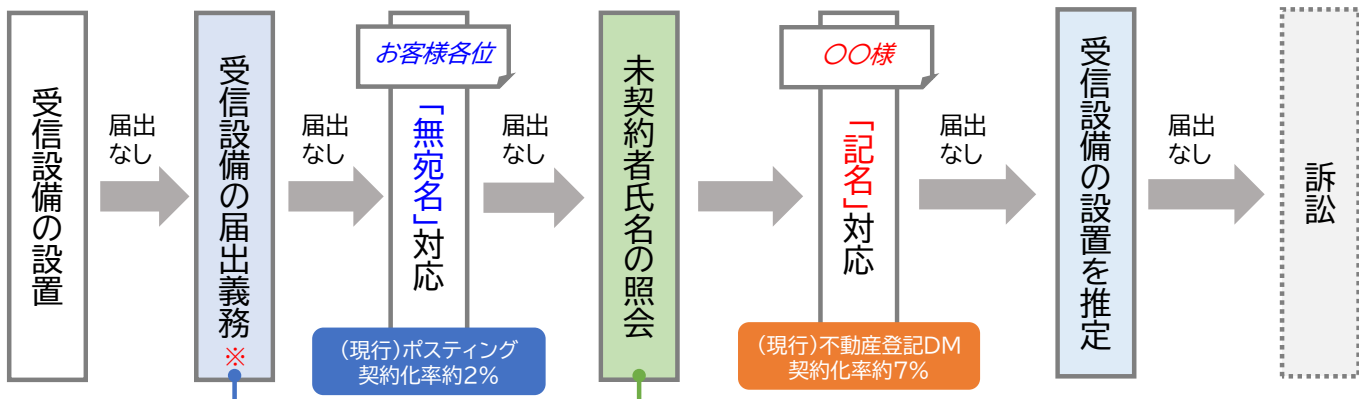 受信設備の設置
届出
なし
受信設備の届出義務※
届出
なし
お客様各位
「無宛名」対応
(現行)ポスティング
契約化率約2%
届出
なし
未契約者氏名の照会
〇〇様
「記名」対応
(現行)不動産登記DM
契約化率約7%
届出
なし
受信設備の設置を推定
届出
なし
訴訟